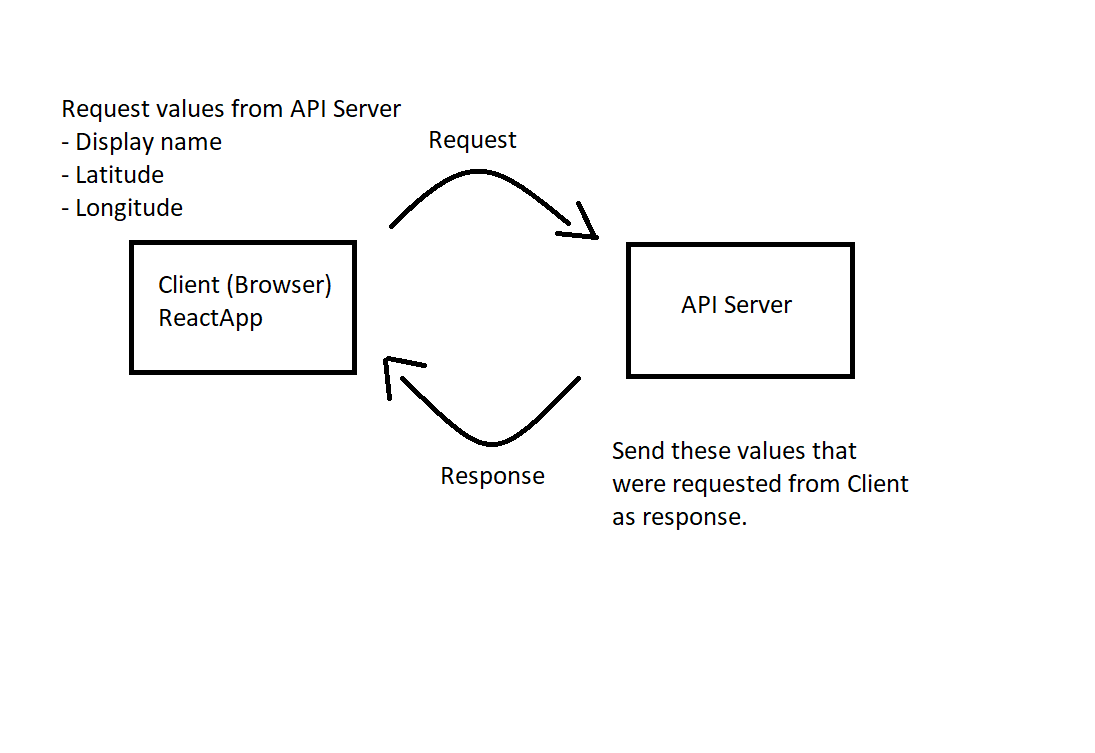 Request values from API Server
- Display name
- Latitude
- Longitude
Request
Client (Browser)
ReactApp
API Server
Response
Send these values that
were requested from Client
as response.